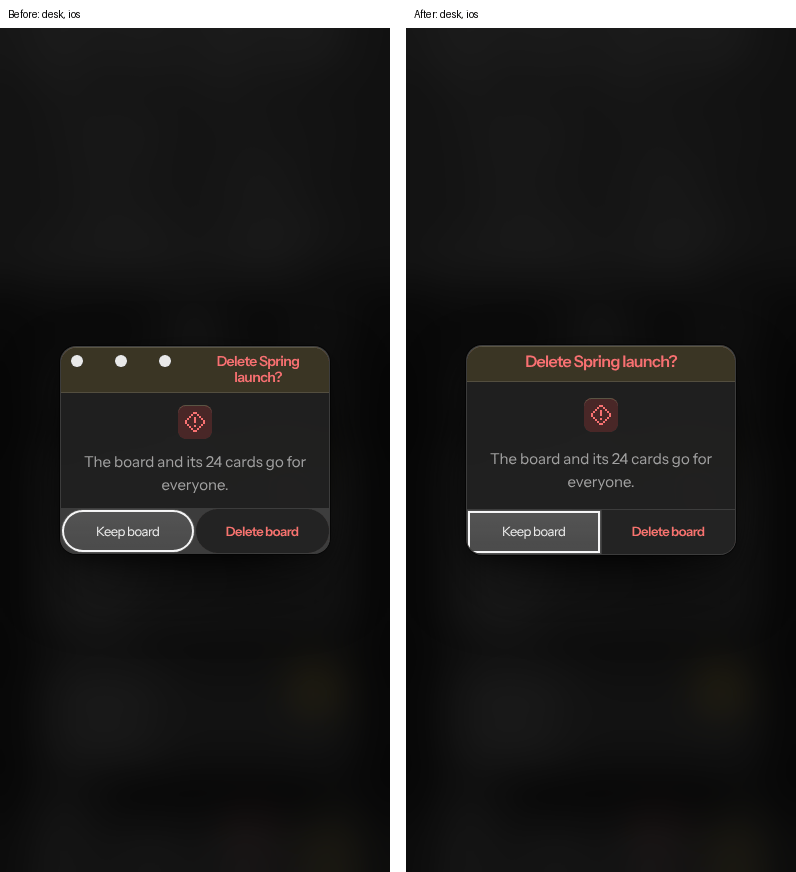 Before: desk, ios
Delete Spring
launch?
The board and its 24 cards go for
everyone.
Keep board
Delete board
After: desk, ios
Delete Spring launch?
The board and its 24 cards go for
everyone.
Keep board
Delete board